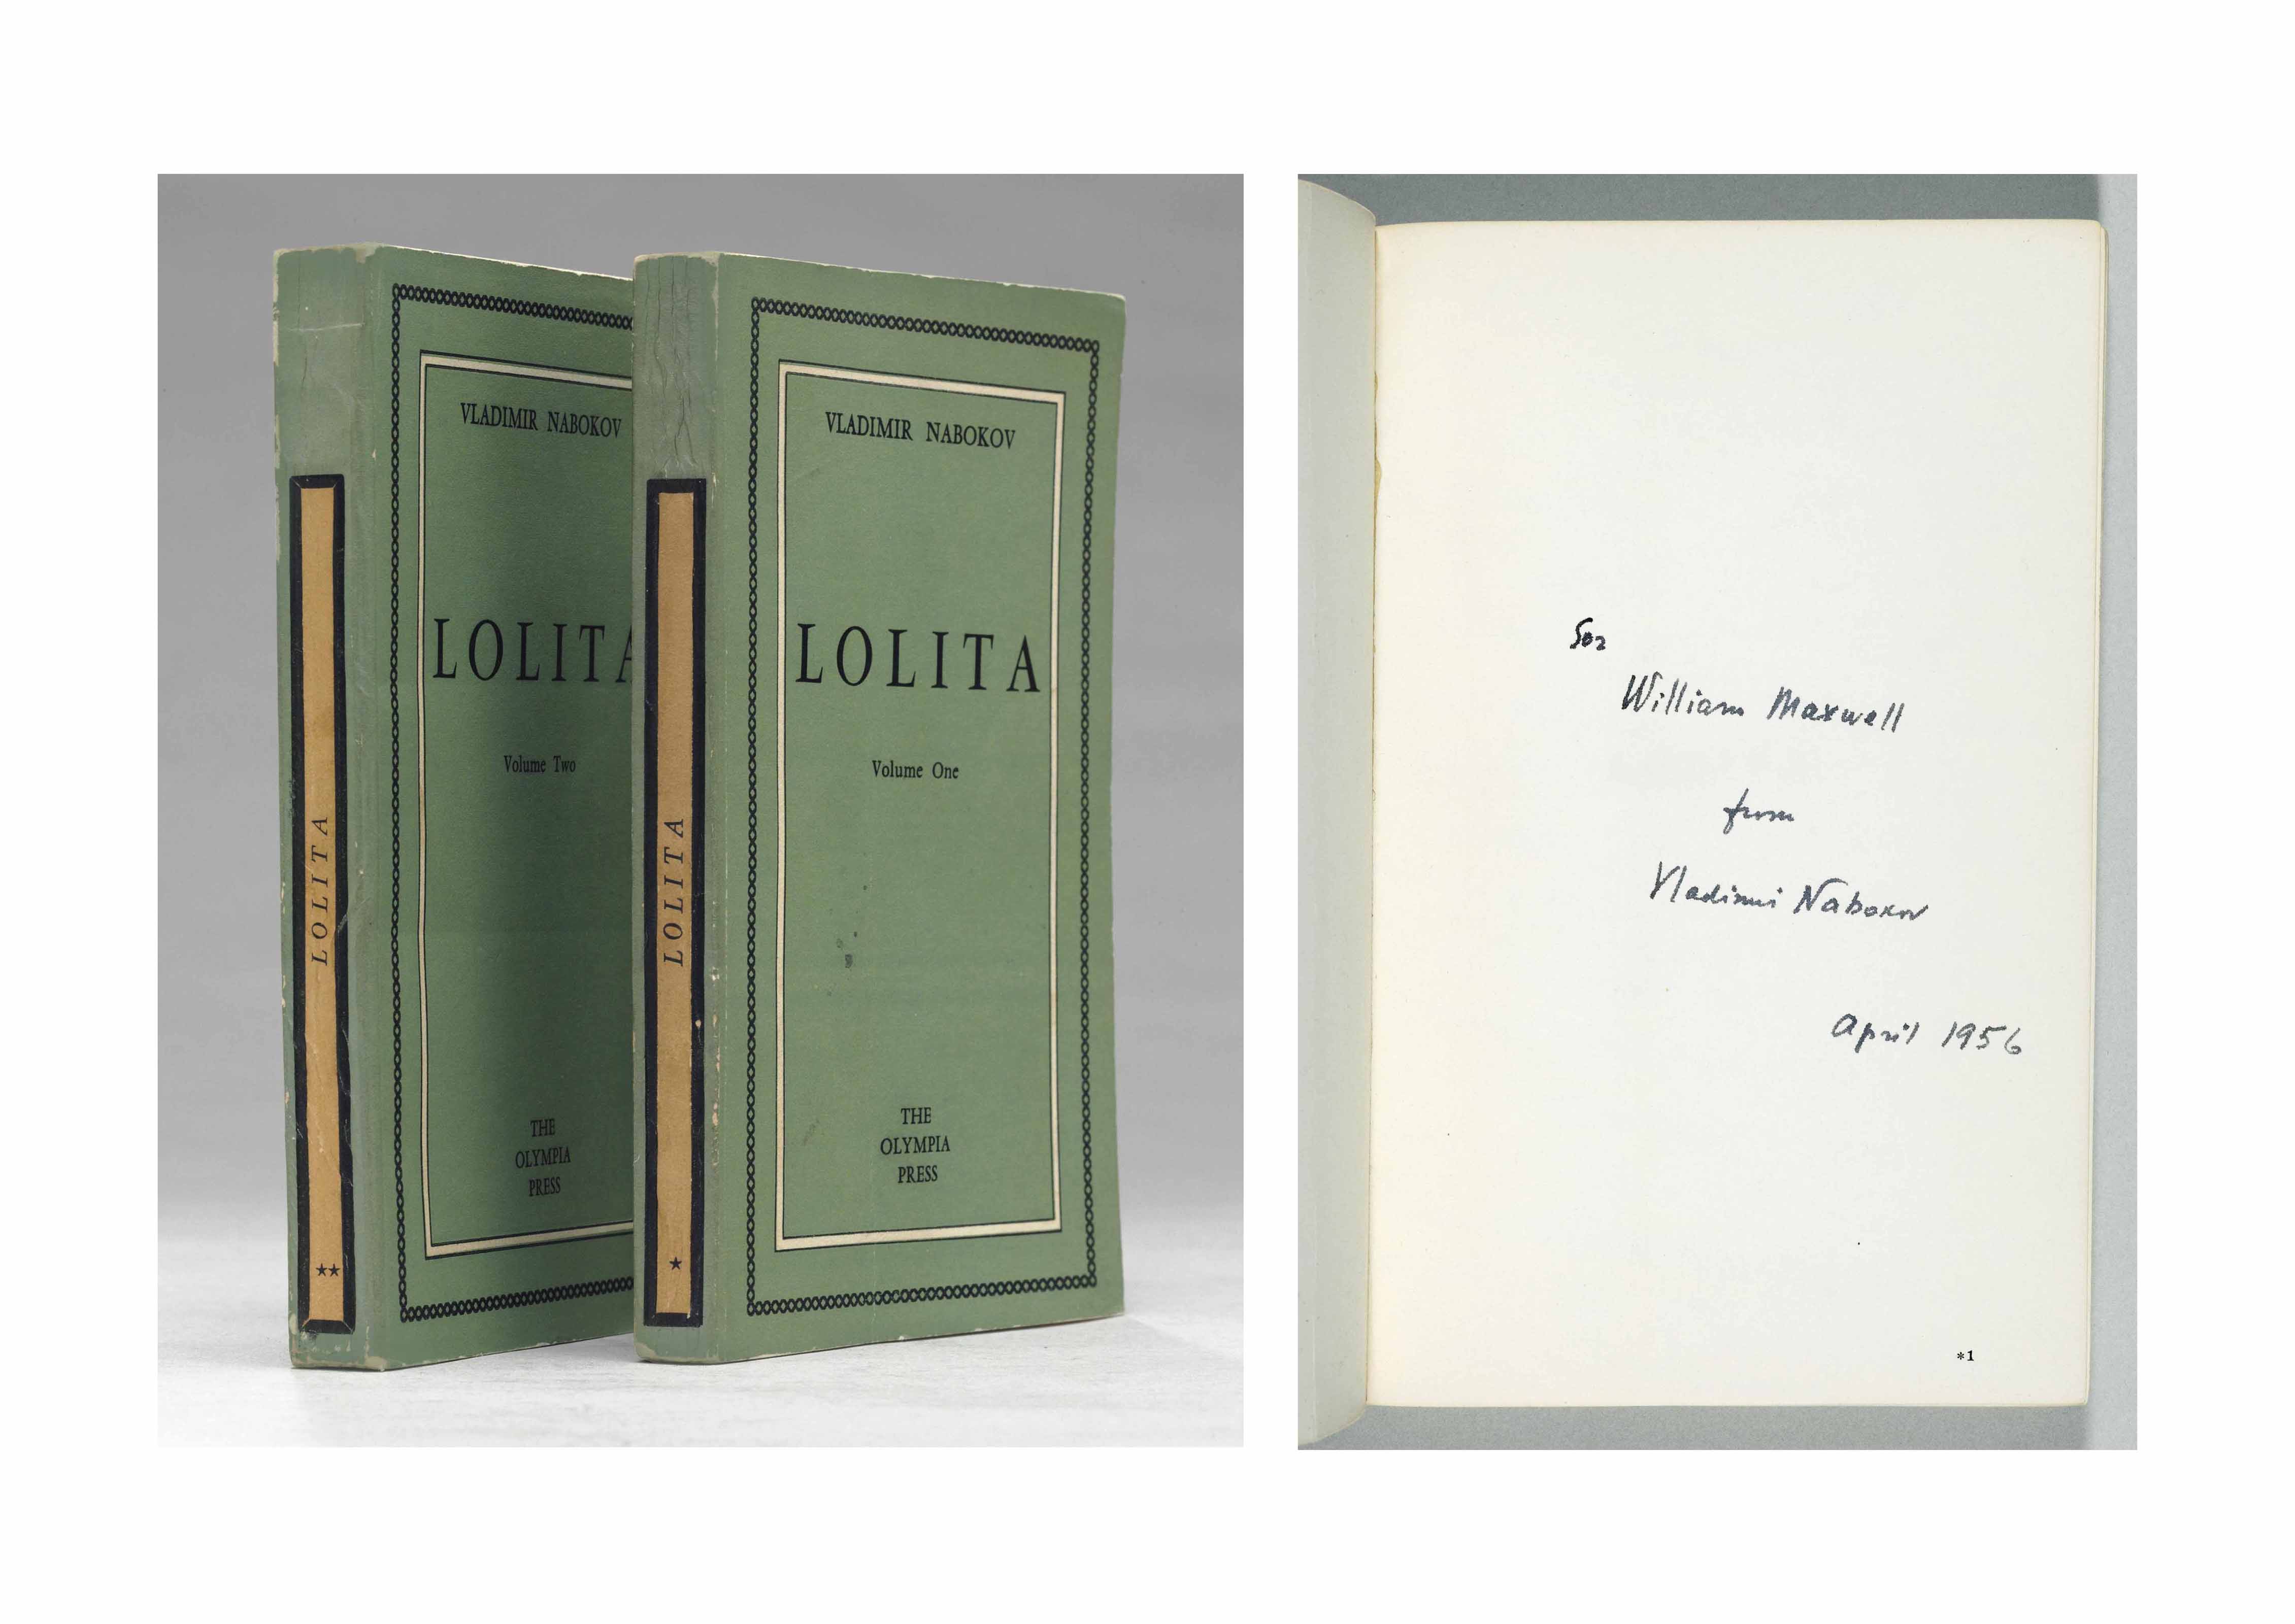 LOLITA
**
VLADIMIR NABOKOV
LOLITA
Volume Two
THE
OLYMPIA
PRESS
LOLITA
*
VLADIMIR NABOKOV
LOLITA
Volume One
THE
OLYMPIA
PRESS
For
William Maxwell
from
Vladimir Nabokov
April 1956
*1